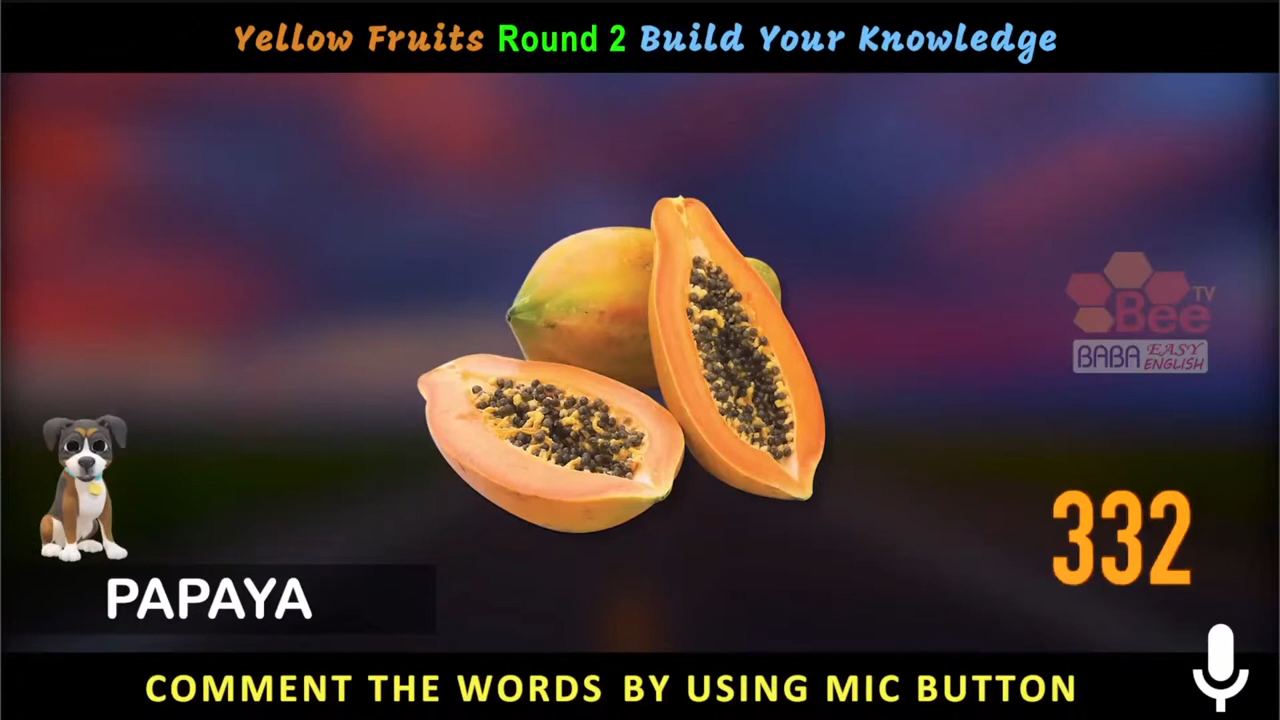 Yellow Fruits Round 2 Build Your Knowledge
Bee TV
BABA EASY ENGLISH
332
PAPAYA
COMMENT THE WORDS BY USING MIC BUTTON